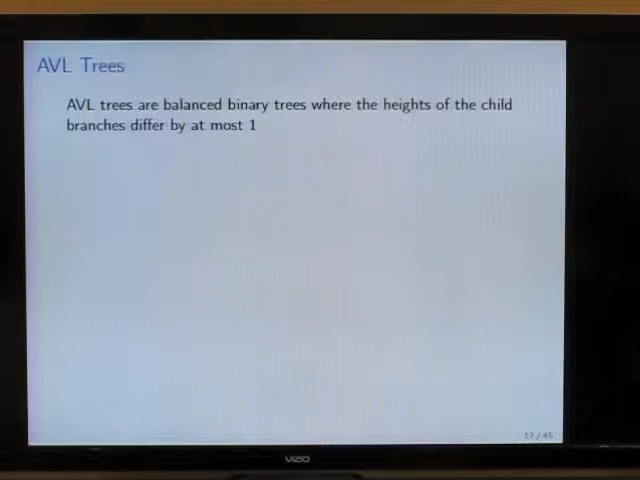 AVL Trees
AVL trees are balanced binary trees where the heights of the child
branches differ by at most 1
17 / 45
VIZIO